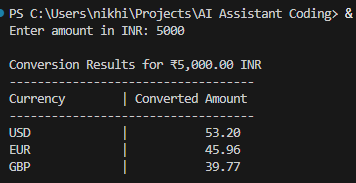 PS C:\Users\nikhi\Projects\AI Assistant Coding> &
Enter amount in INR: 5000
Conversion Results for ₹5,000.00 INR
-----------------------------------
Currency | Converted Amount
-----------------------------------
USD | 53.20
EUR | 45.96
GBP | 39.77